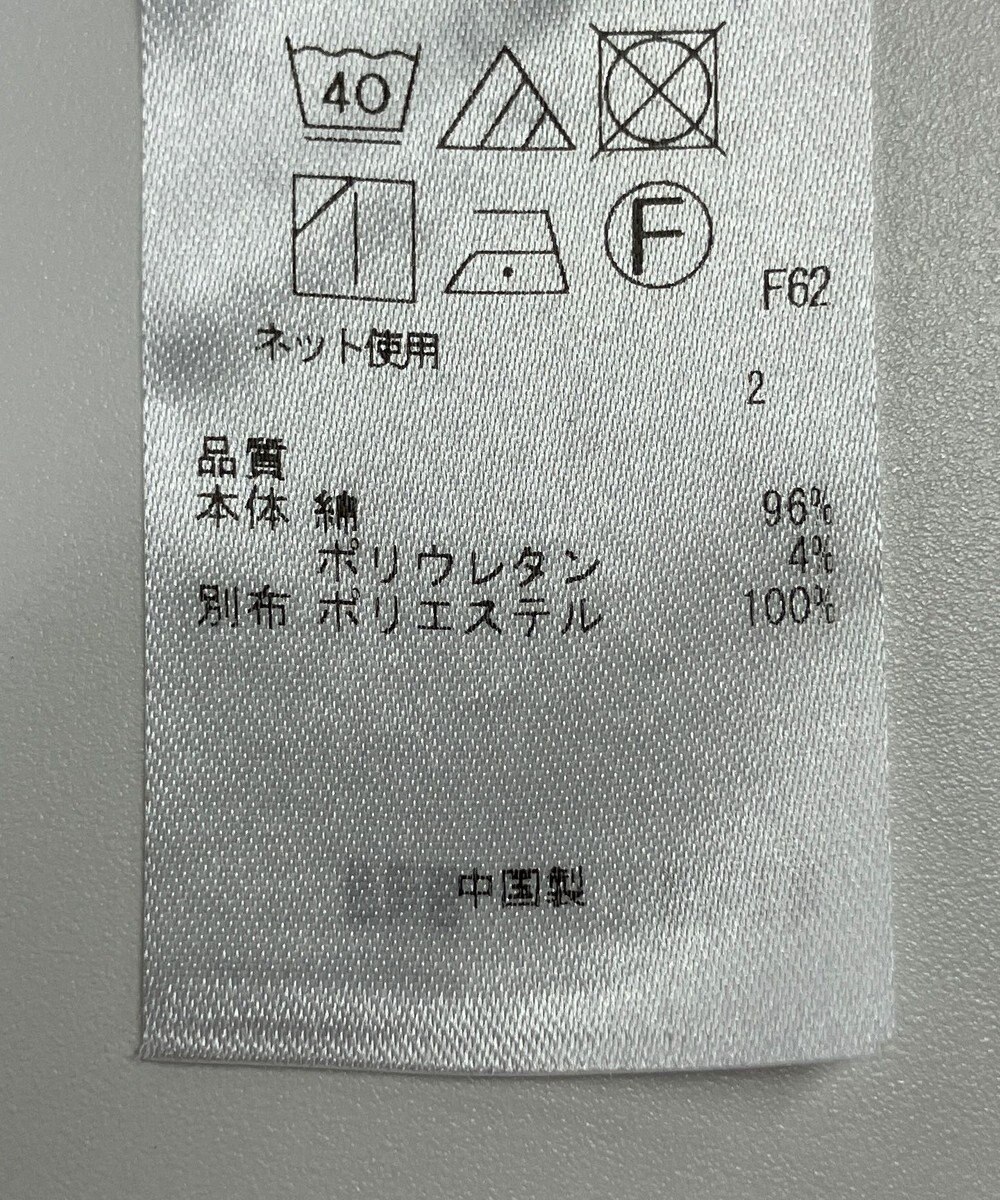 40
F
F62
ネット使用
2
品質
本体 綿 96%
ポリウレタン 4%
別布 ポリエステル 100%
中国製